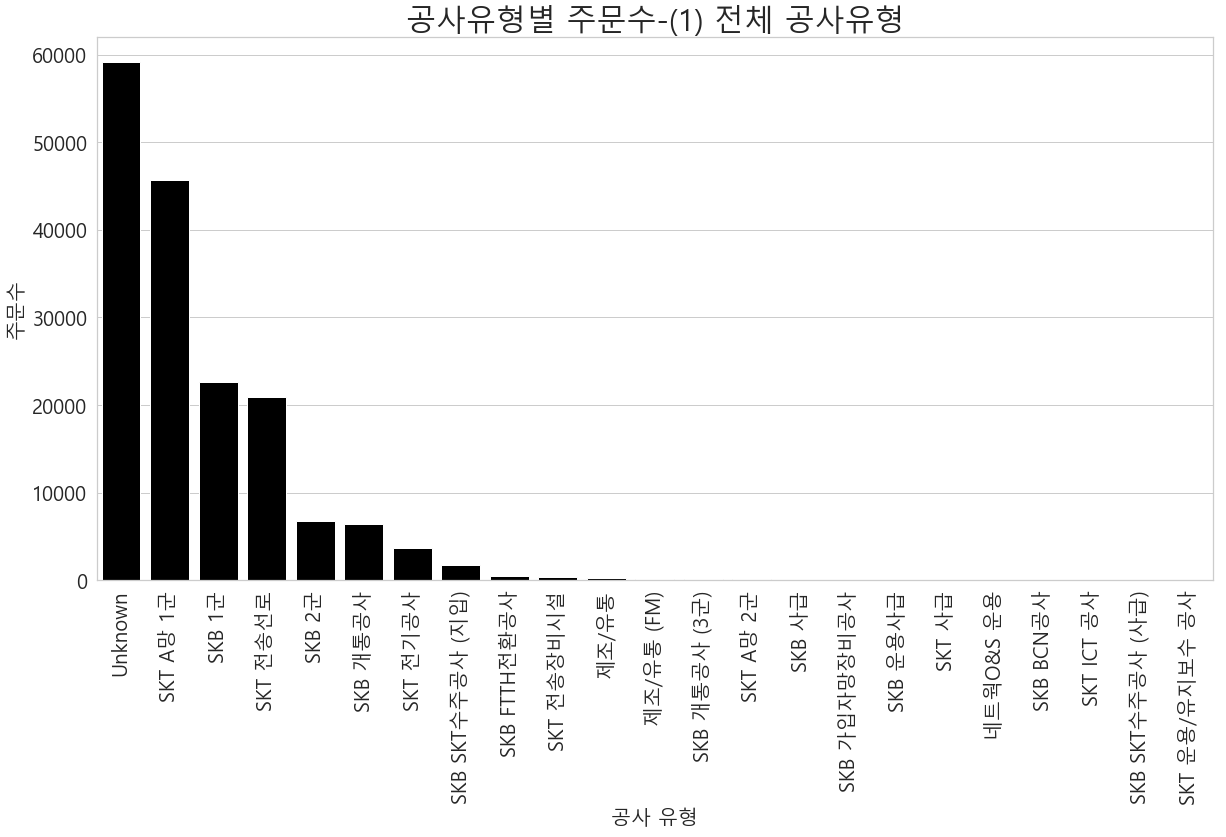 공사유형별 주문수-(1) 전체 공사유형
주문수
60000
50000
40000
30000
20000
10000
0
Unknown
SKT A망 1군
SKB 1군
SKT 전송선로
SKB 2군
SKB 개통공사
SKT 전기공사
SKB SKT수주공사 (지입)
SKB FTTH전환공사
SKT 전송장비시설
제조/유통
제조/유통 (FM)
SKB 개통공사 (3군)
SKT A망 2군
SKB 사급
SKB 가입자망장비공사
SKB 운용사급
SKT 사급
네트웍O&S 운용
SKB BCN공사
SKT ICT 공사
SKB SKT수주공사 (사급)
SKT 운용/유지보수 공사
공사 유형